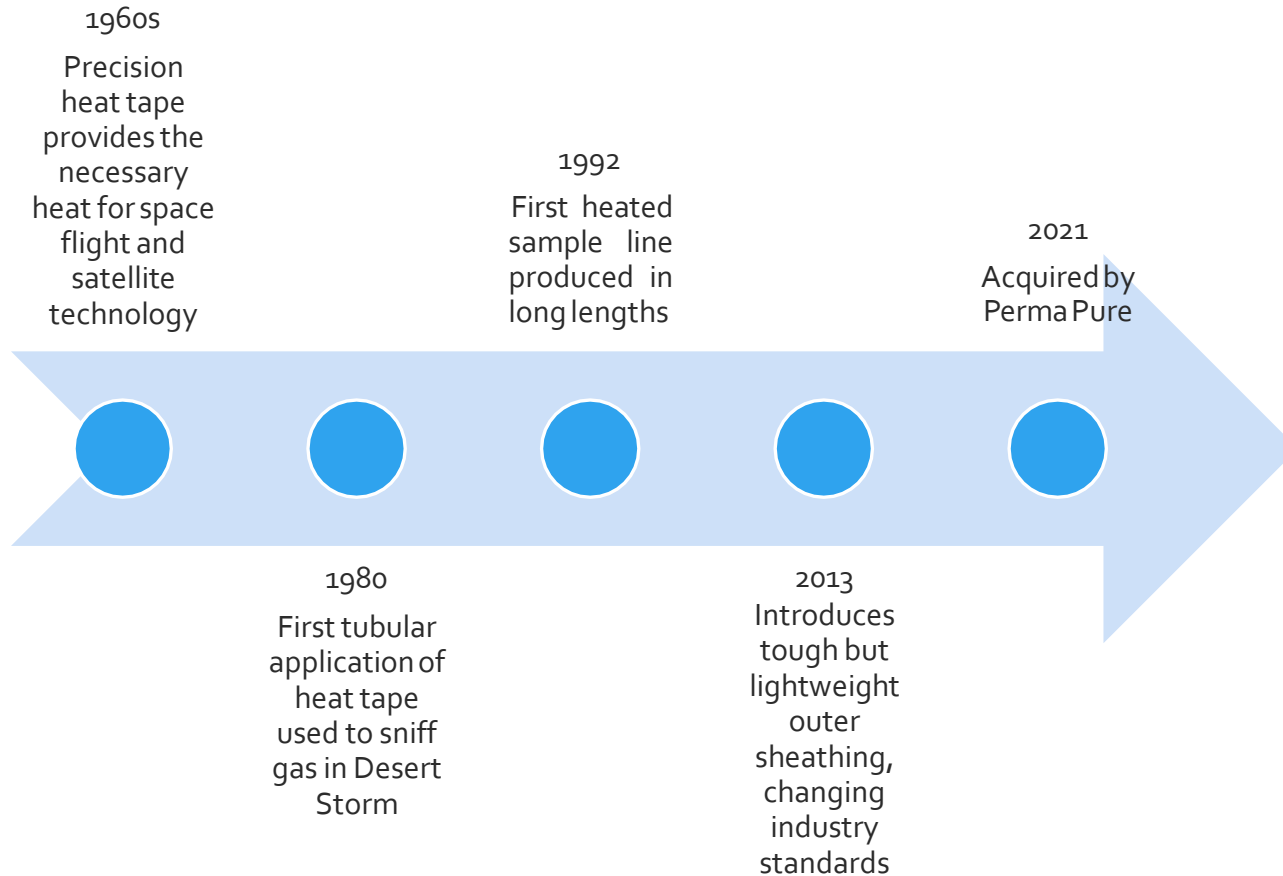 1960s
Precision
heat tape
provides the
necessary
heat for space
flight and
satellite
technology
1980
First tubular
application of
heat tape
used to sniff
gas in Desert
Storm
1992
First heated
sample line
produced in
long lengths
2013
Introduces
tough but
lightweight
outer
sheathing,
changing
industry
standards
2021
Acquired by
Perma Pure